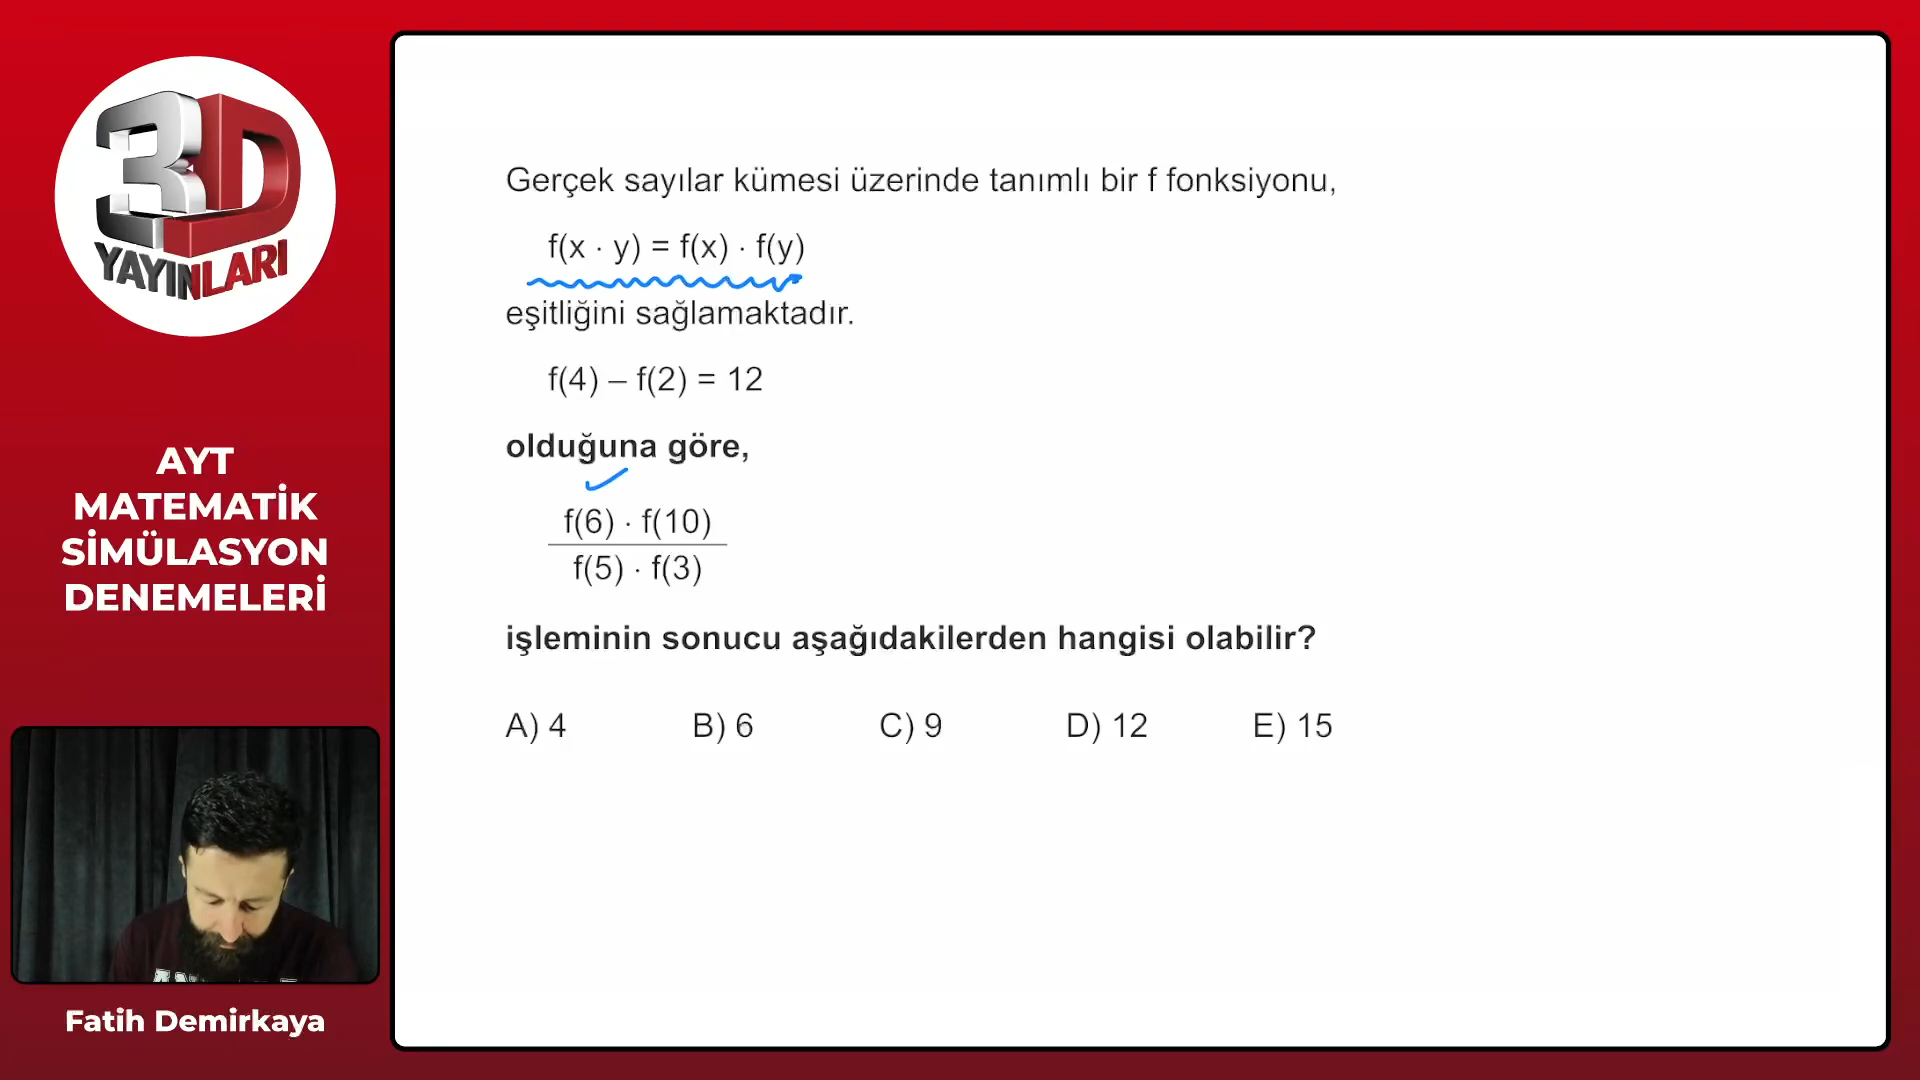 3D
YAYINLARI
AYT
MATEMATİK
SİMÜLASYON
DENEMELERİ
Fatih Demirkaya
Gerçek sayılar kümesi üzerinde tanımlı bir f fonksiyonu,
f(x · y) = f(x) · f(y)
eşitliğini sağlamaktadır.
f(4) – f(2) = 12
olduğuna göre,
f(6) · f(10)
f(5) · f(3)
işleminin sonucu aşağıdakilerden hangisi olabilir?
A) 4 B) 6 C) 9 D) 12 E) 15